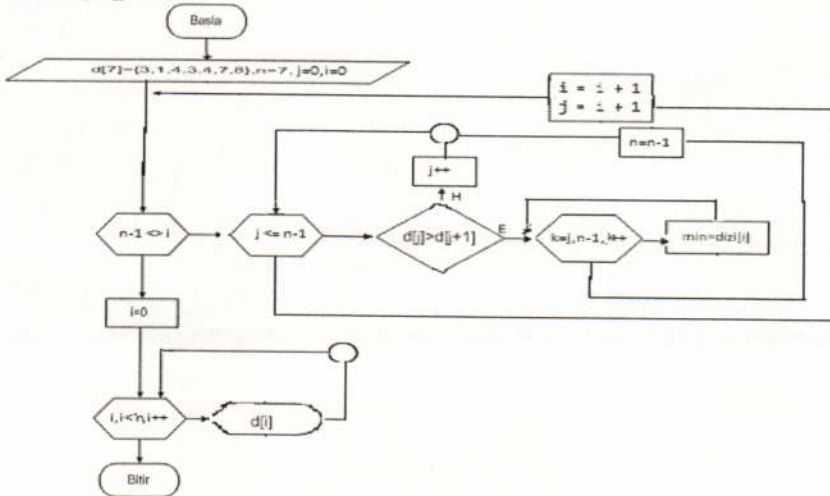 Basla
d[7]={3,1,4,3,4,7,8},n=7, j=0,i=0
i = i + 1
j = i + 1
n=n-1
j++
H
n-1 <> i
j <= n-1
d[j]>d[j+1]
E
k=j,n-1,k++
min=dizi[i]
i=0
i,i<n,i++
d[i]
Bitir